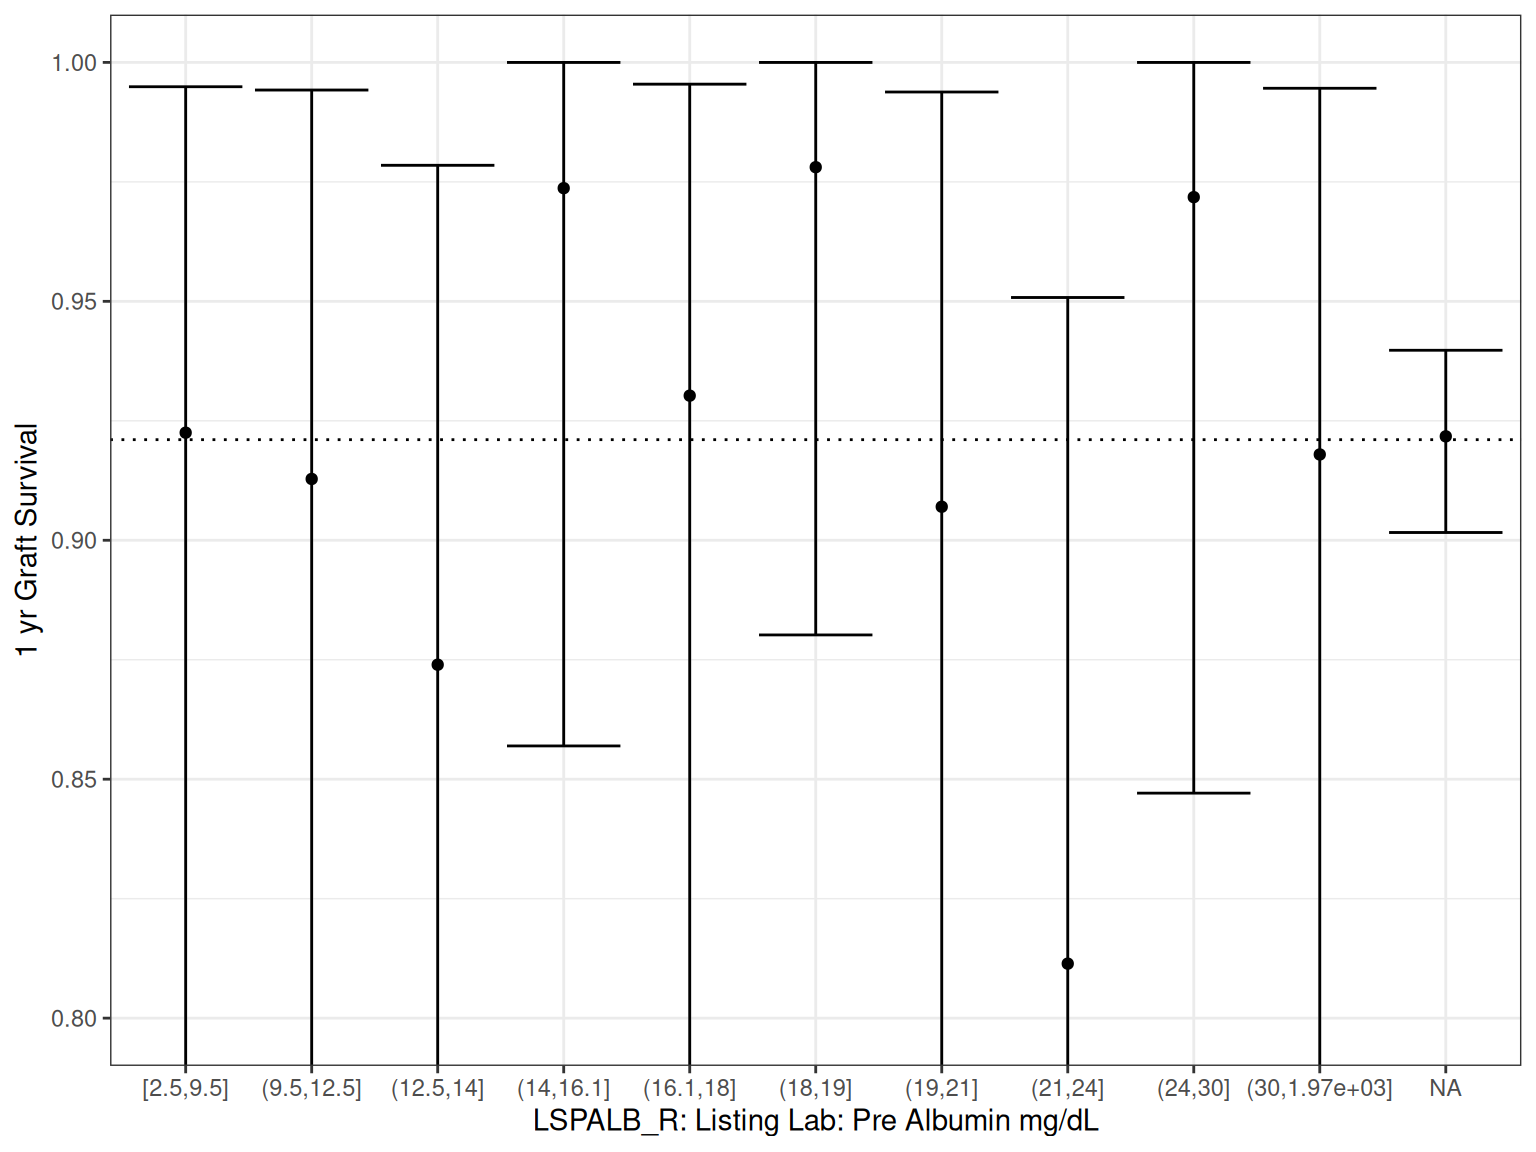 1.00
0.95
0.90
0.85
0.80
1 yr Graft Survival
[2.5,9.5] (9.5,12.5] (12.5,14] (14,16.1] (16.1,18] (18,19] (19,21] (21,24] (24,30] (30,1.97e+03] NA
LSPALB_R: Listing Lab: Pre Albumin mg/dL